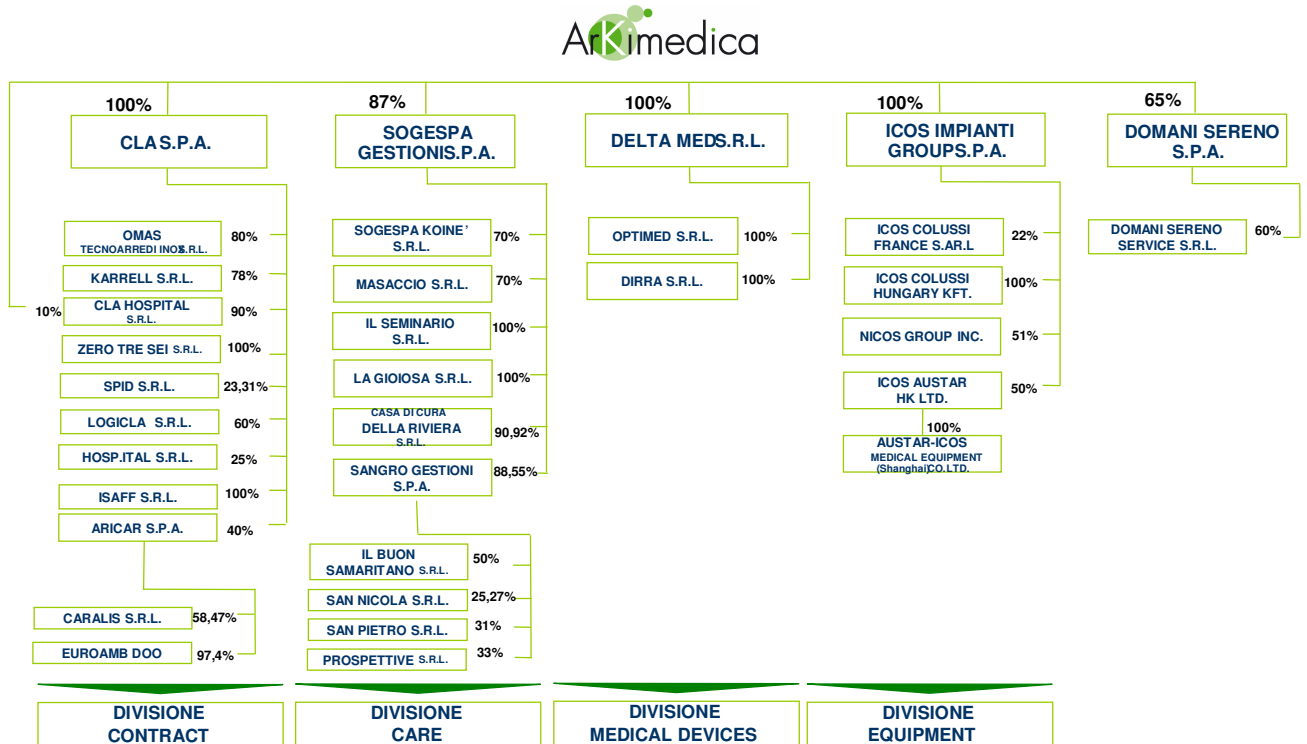 ArKimedica
100%
CLA S.P.A.
87%
SOGESPA
GESTIONIS.P.A.
100%
DELTA MEDS.R.L.
100%
ICOS IMPIANTI
GROUPS.P.A.
65%
DOMANI SERENO
S.P.A.
OMAS
TECNOARREDI INOXS.R.L.
80%
KARRELL S.R.L.
78%
10%
CLA HOSPITAL
S.R.L.
90%
ZERO TRE SEI S.R.L.
100%
SPID S.R.L.
23,31%
LOGICLA S.R.L.
60%
HOSP.ITAL S.R.L.
25%
ISAFF S.R.L.
100%
ARICAR S.P.A.
40%
CARALIS S.R.L.
58,47%
EUROAMB DOO
97,4%
SOGESPA KOINE’
S.R.L.
70%
MASACCIO S.R.L.
70%
IL SEMINARIO
S.R.L.
100%
LA GIOIOSA S.R.L.
100%
CASA DI CURA
DELLA RIVIERA
S.R.L.
90,92%
SANGRO GESTIONI
S.P.A.
88,55%
IL BUON
SAMARITANO S.R.L.
50%
SAN NICOLA S.R.L.
25,27%
SAN PIETRO S.R.L.
31%
PROSPETTIVE S.R.L.
33%
OPTIMED S.R.L.
100%
DIRRA S.R.L.
100%
ICOS COLUSSI
FRANCE S.AR.L
22%
ICOS COLUSSI
HUNGARY KFT.
100%
NICOS GROUP INC.
51%
ICOS AUSTAR
HK LTD.
50%
100%
AUSTAR-ICOS
MEDICAL EQUIPMENT
(Shanghai)CO.LTD.
DOMANI SERENO
SERVICE S.R.L.
60%
DIVISIONE
CONTRACT
DIVISIONE
CARE
DIVISIONE
MEDICAL DEVICES
DIVISIONE
EQUIPMENT